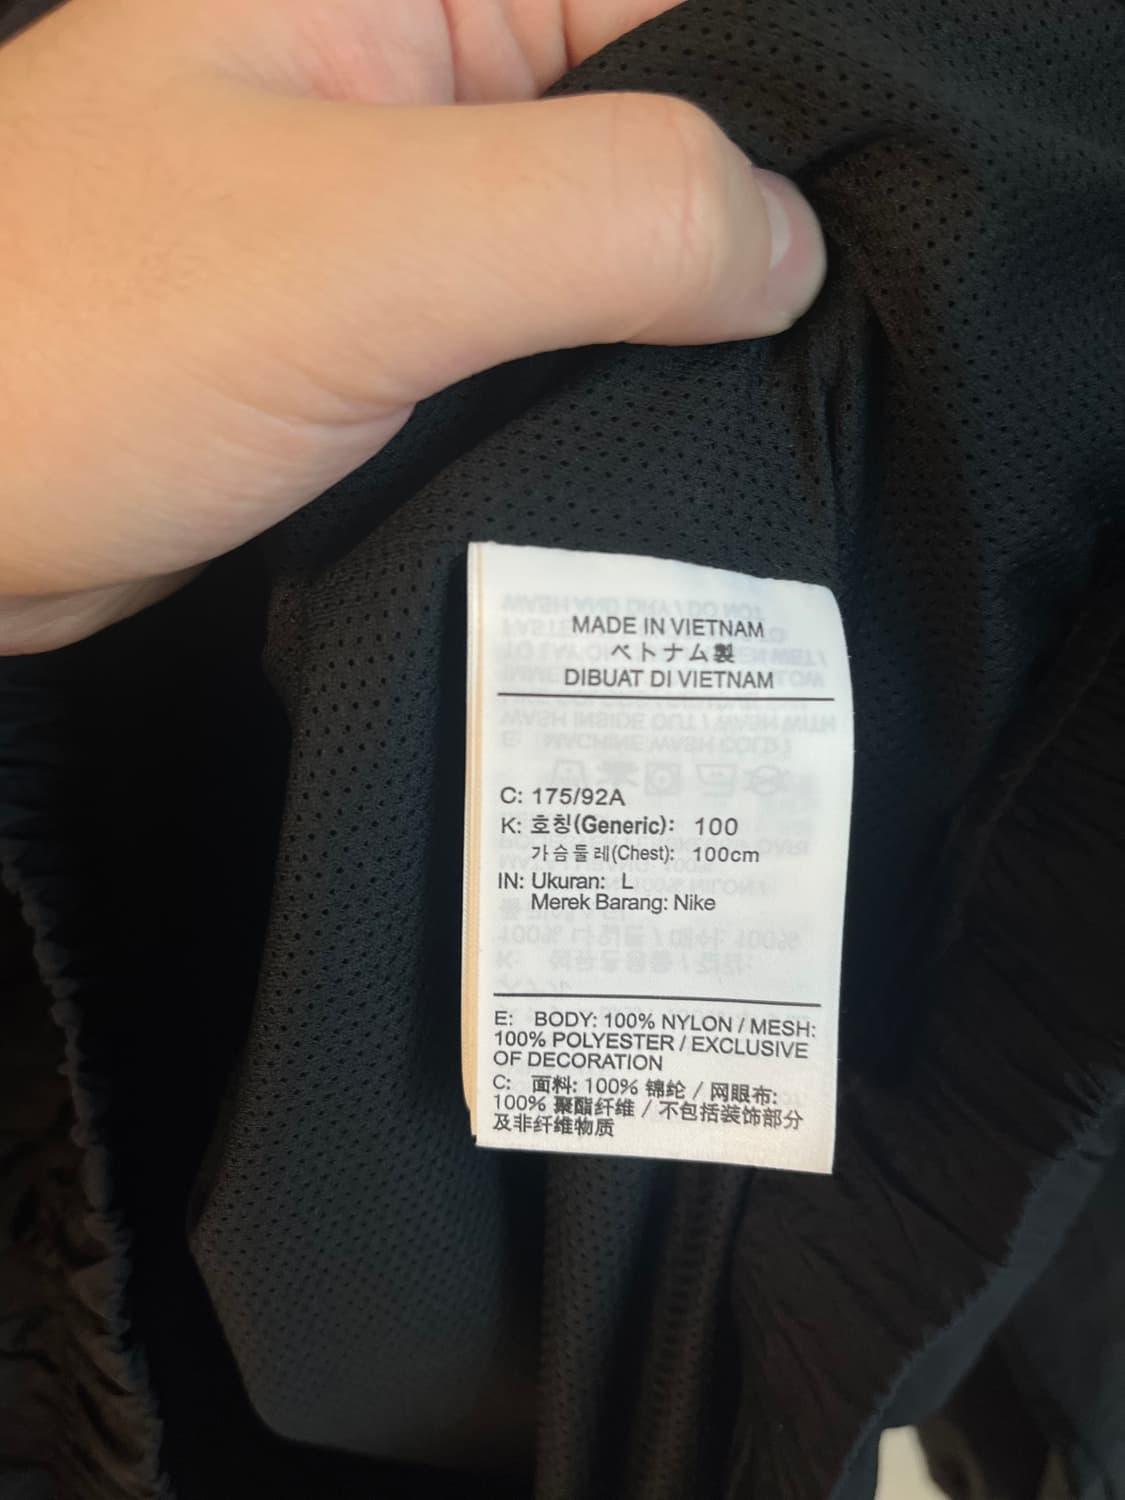 MADE IN VIETNAM
ベトナム製
DIBUAT DI VIETNAM
C: 175/92A
K: 호칭(Generic): 100
가슴둘레(Chest): 100cm
IN: Ukuran: L
Merek Barang: Nike
E: BODY: 100% NYLON / MESH:
100% POLYESTER / EXCLUSIVE
OF DECORATION
C: 面料: 100% 锦纶 / 网眼布:
100% 聚酯纤维 / 不包括装饰部分
及非纤维物质